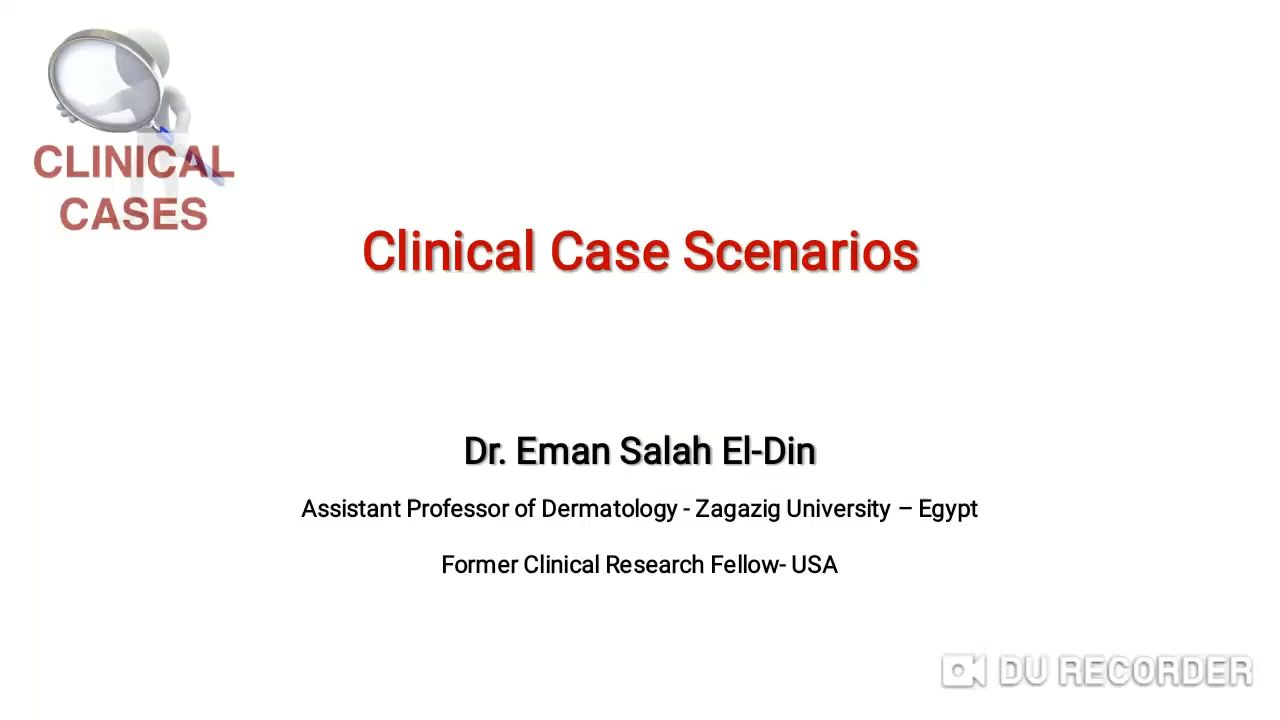 CLINICAL
CASES
Clinical Case Scenarios
Dr. Eman Salah El-Din
Assistant Professor of Dermatology - Zagazig University – Egypt
Former Clinical Research Fellow- USA
DU RECORDER